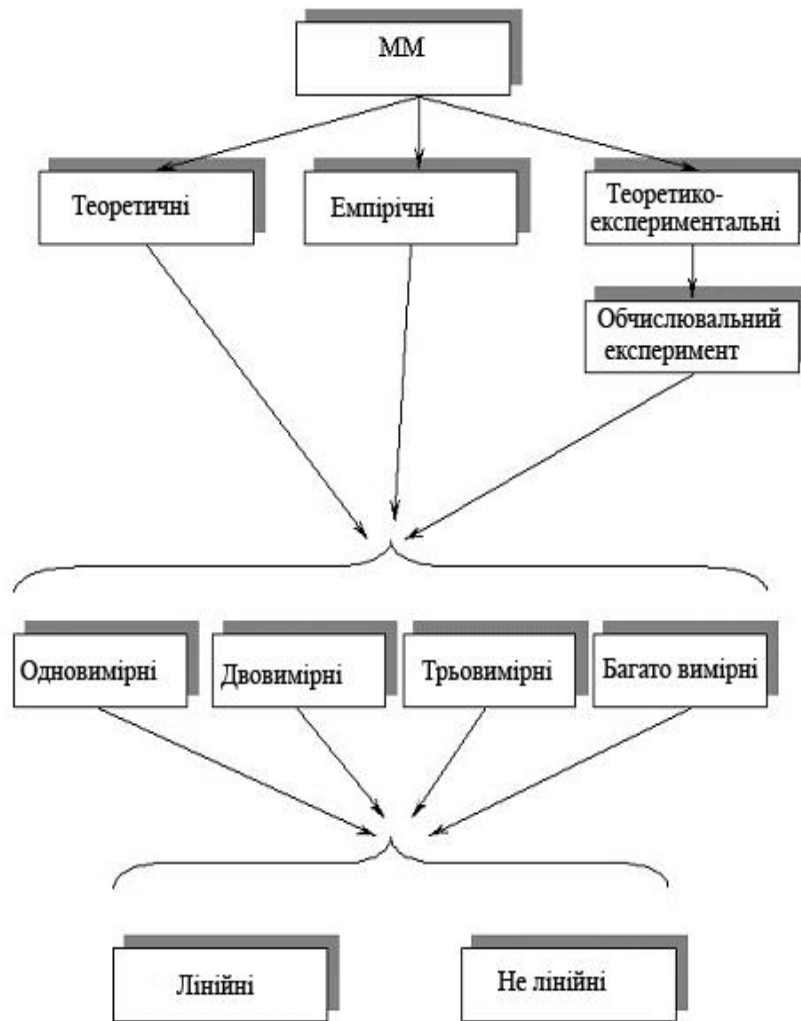 ММ
Теоретичні
Емпірічні
Теоретико-
експериментальні
Обчислювальний
експеримент
Одновимірні
Двовимірні
Трьовимірні
Багато вимірні
Лінійні
Не лінійні